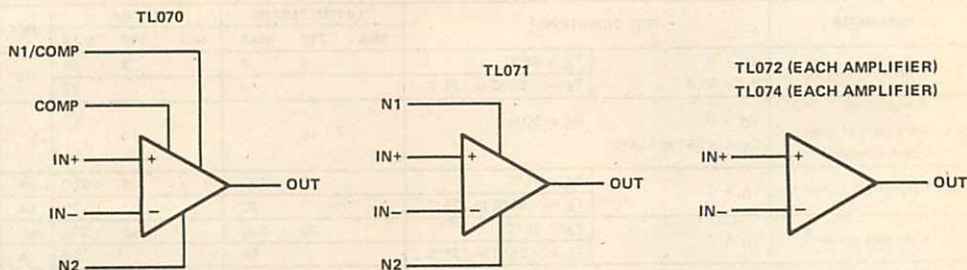 TL070
N1/COMP
COMP
IN+
IN–
N2
+
–
OUT
TL071
N1
IN+
IN–
N2
+
–
OUT
TL072 (EACH AMPLIFIER)
TL074 (EACH AMPLIFIER)
IN+
IN–
+
–
OUT